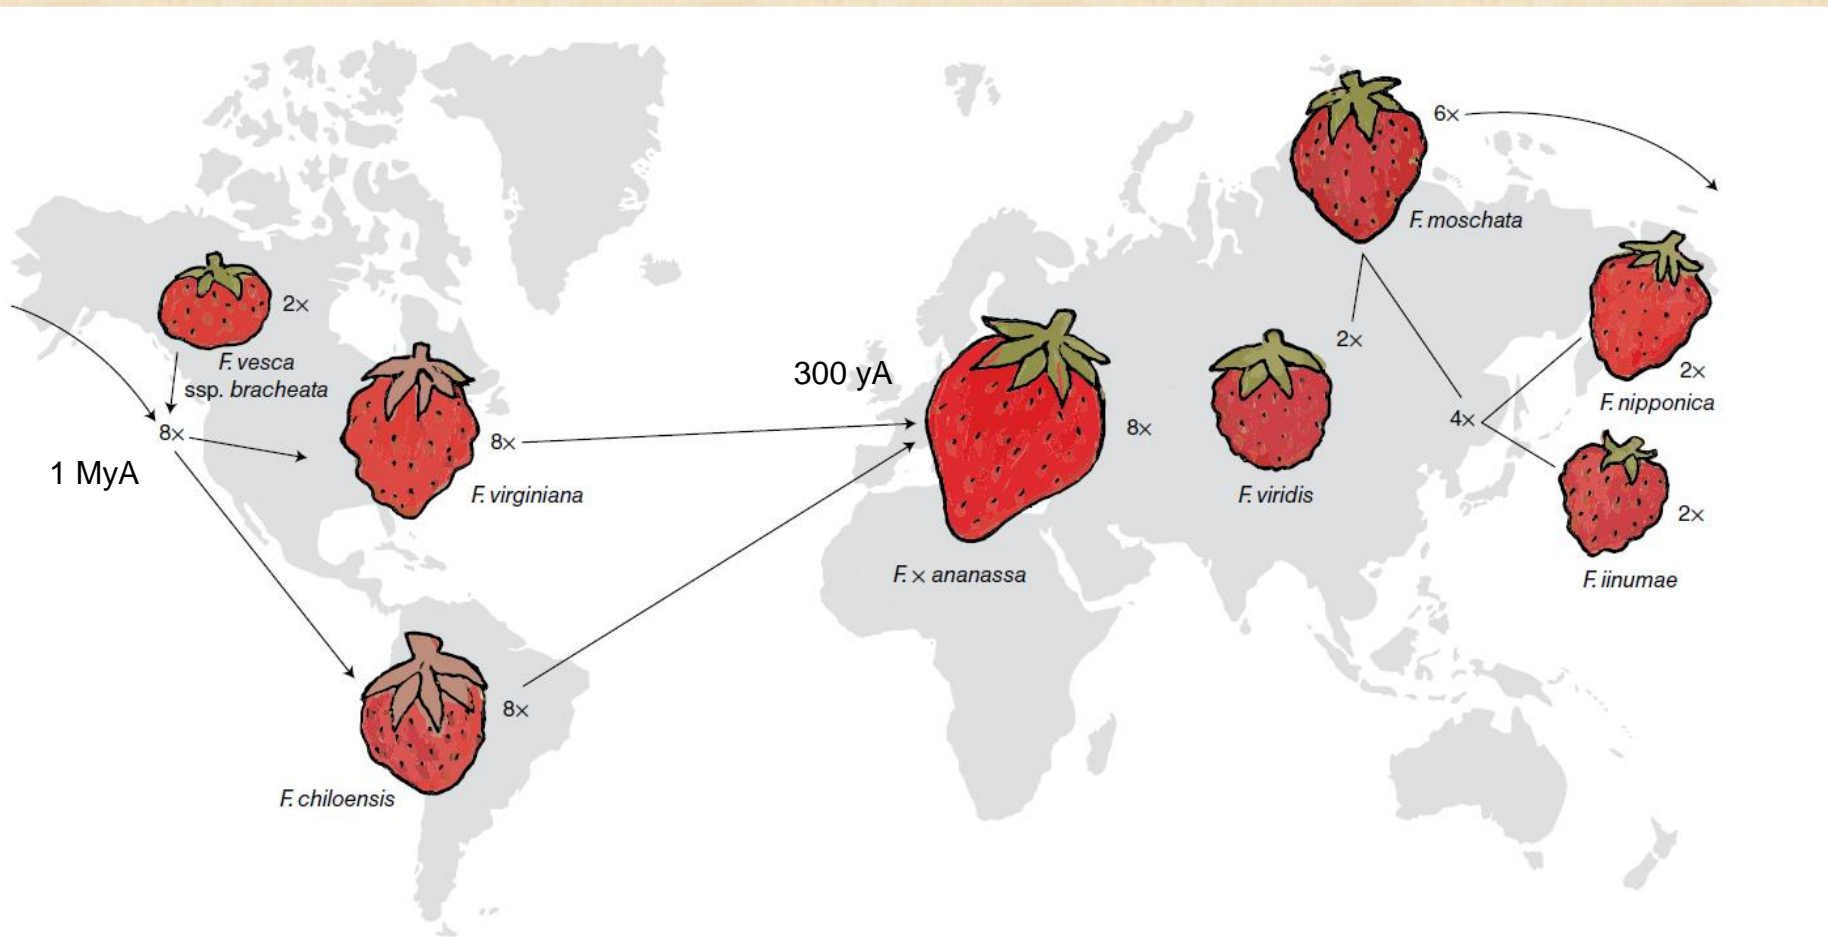 6×
F. moschata
2×
F. vesca
ssp. bracheata
2×
2×
F. nipponica
300 yA
4×
8×
1 MyA
8×
F. virginiana
8×
F. × ananassa
F. viridis
2×
F. iinumae
8×
F. chiloensis